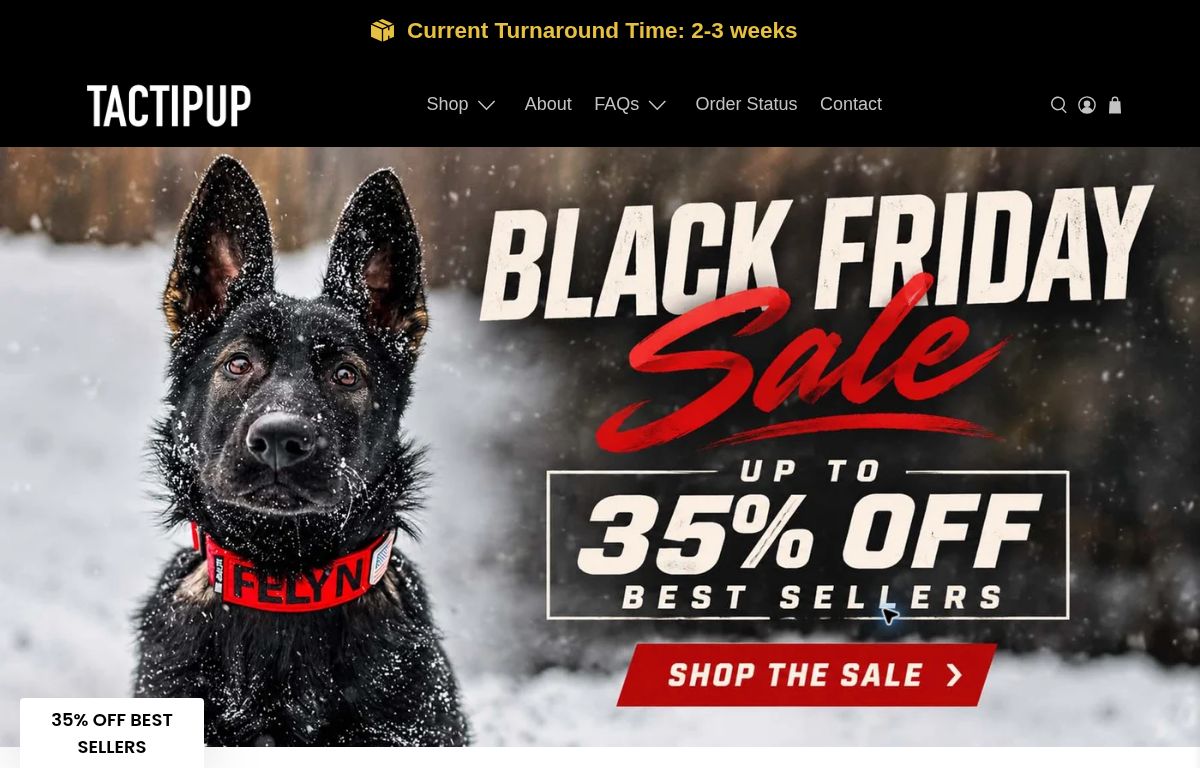 Current Turnaround Time: 2-3 weeks
TACTIPUP
Shop
About
FAQs
Order Status
Contact
BLACK FRIDAY
Sale
UP TO
35% OFF
BEST SELLERS
SHOP THE SALE
FELYN
35% OFF BEST
SELLERS